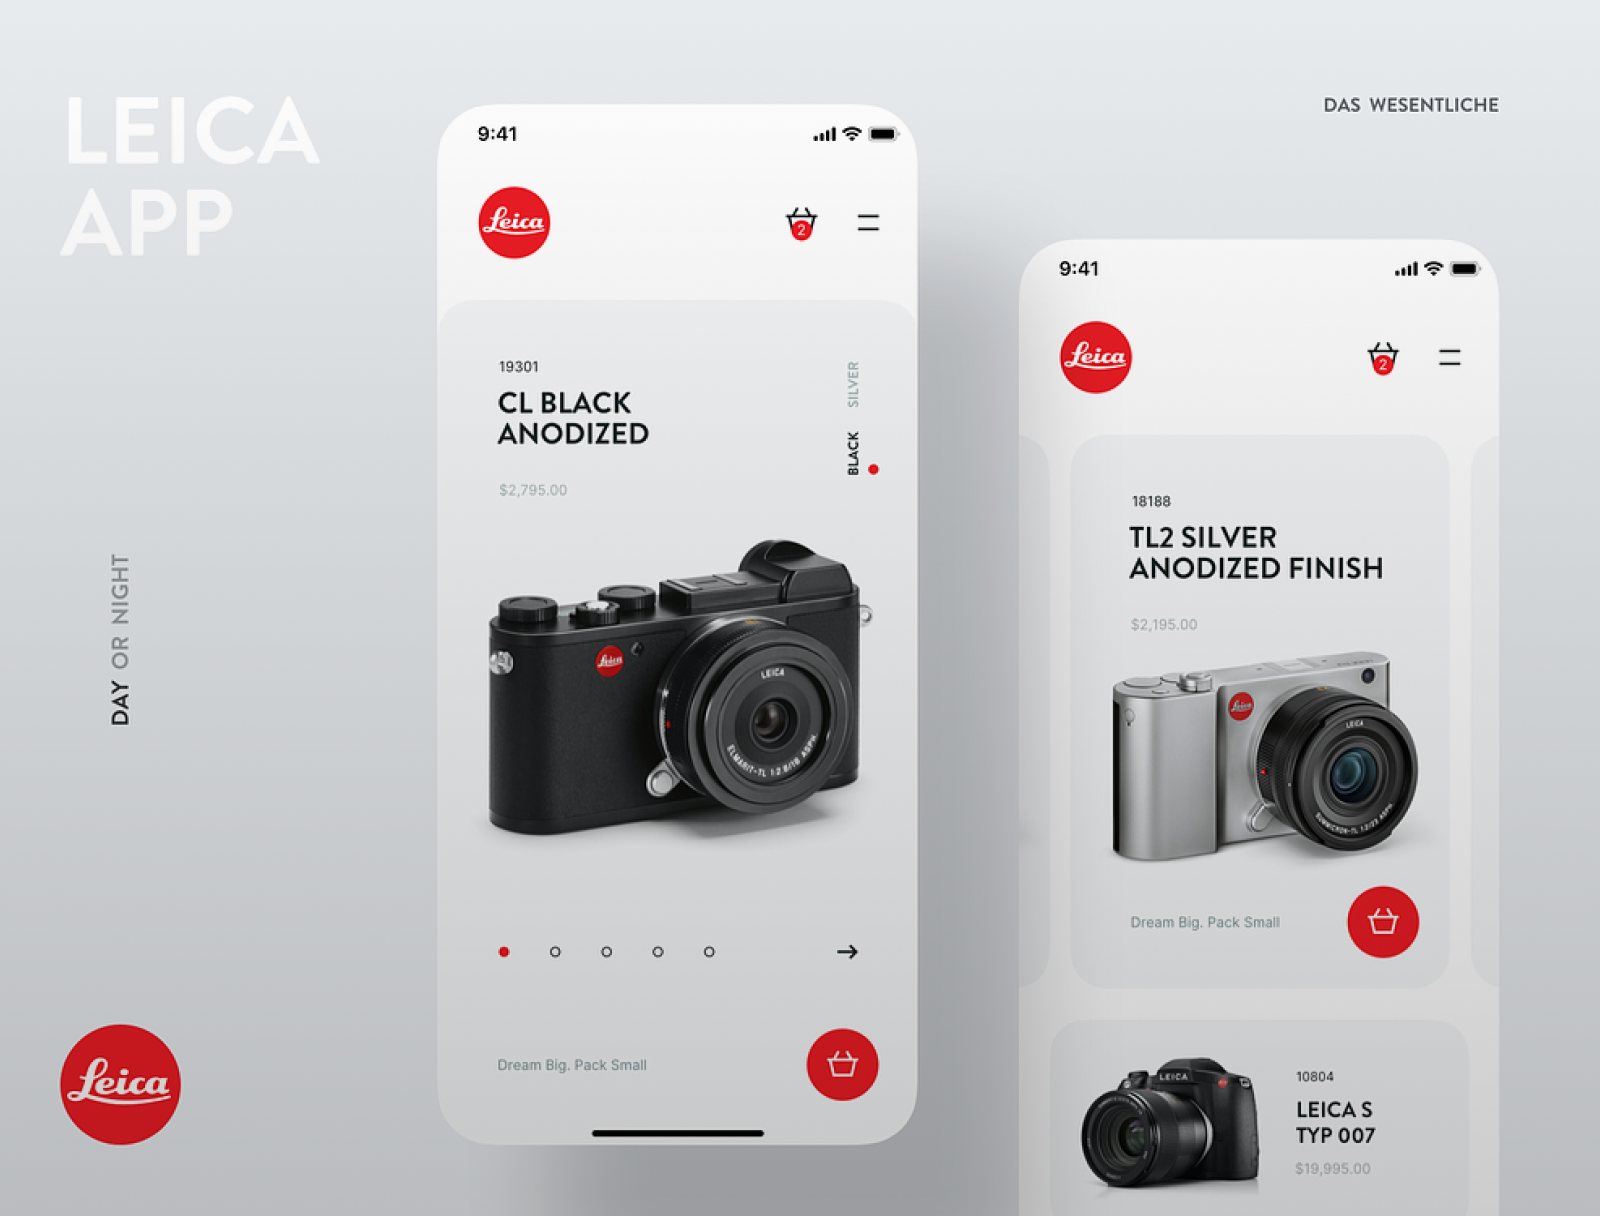 LEICA
APP
DAS WESENTLICHE
DAY OR NIGHT
Leica
9:41
Leica
2
19301
CL BLACK
ANODIZED
$2,795.00
SILVER
BLACK
Leica
LEICA
ELMARIT-TL 1:2.8/18 ASPH
Dream Big. Pack Small
9:41
Leica
2
18188
TL2 SILVER
ANODIZED FINISH
$2,195.00
Leica
LEICA
SUMMICRON-TL 1:2/23 ASPH
Dream Big. Pack Small
LEICA
10804
LEICA S
TYP 007
$19,995.00